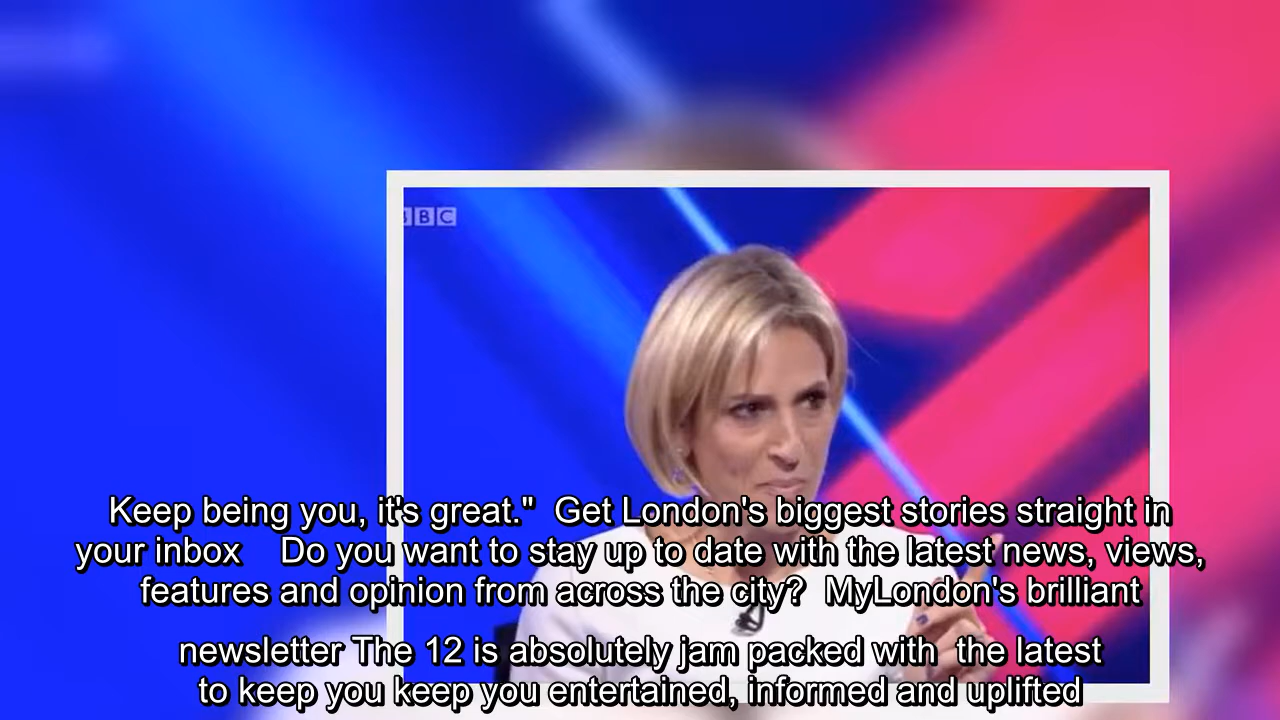 BBC
Keep being you, it's great." Get London's biggest stories straight in
your inbox Do you want to stay up to date with the latest news, views,
features and opinion from across the city? MyLondon's brilliant
newsletter The 12 is absolutely jam packed with the latest
to keep you keep you entertained, informed and uplifted